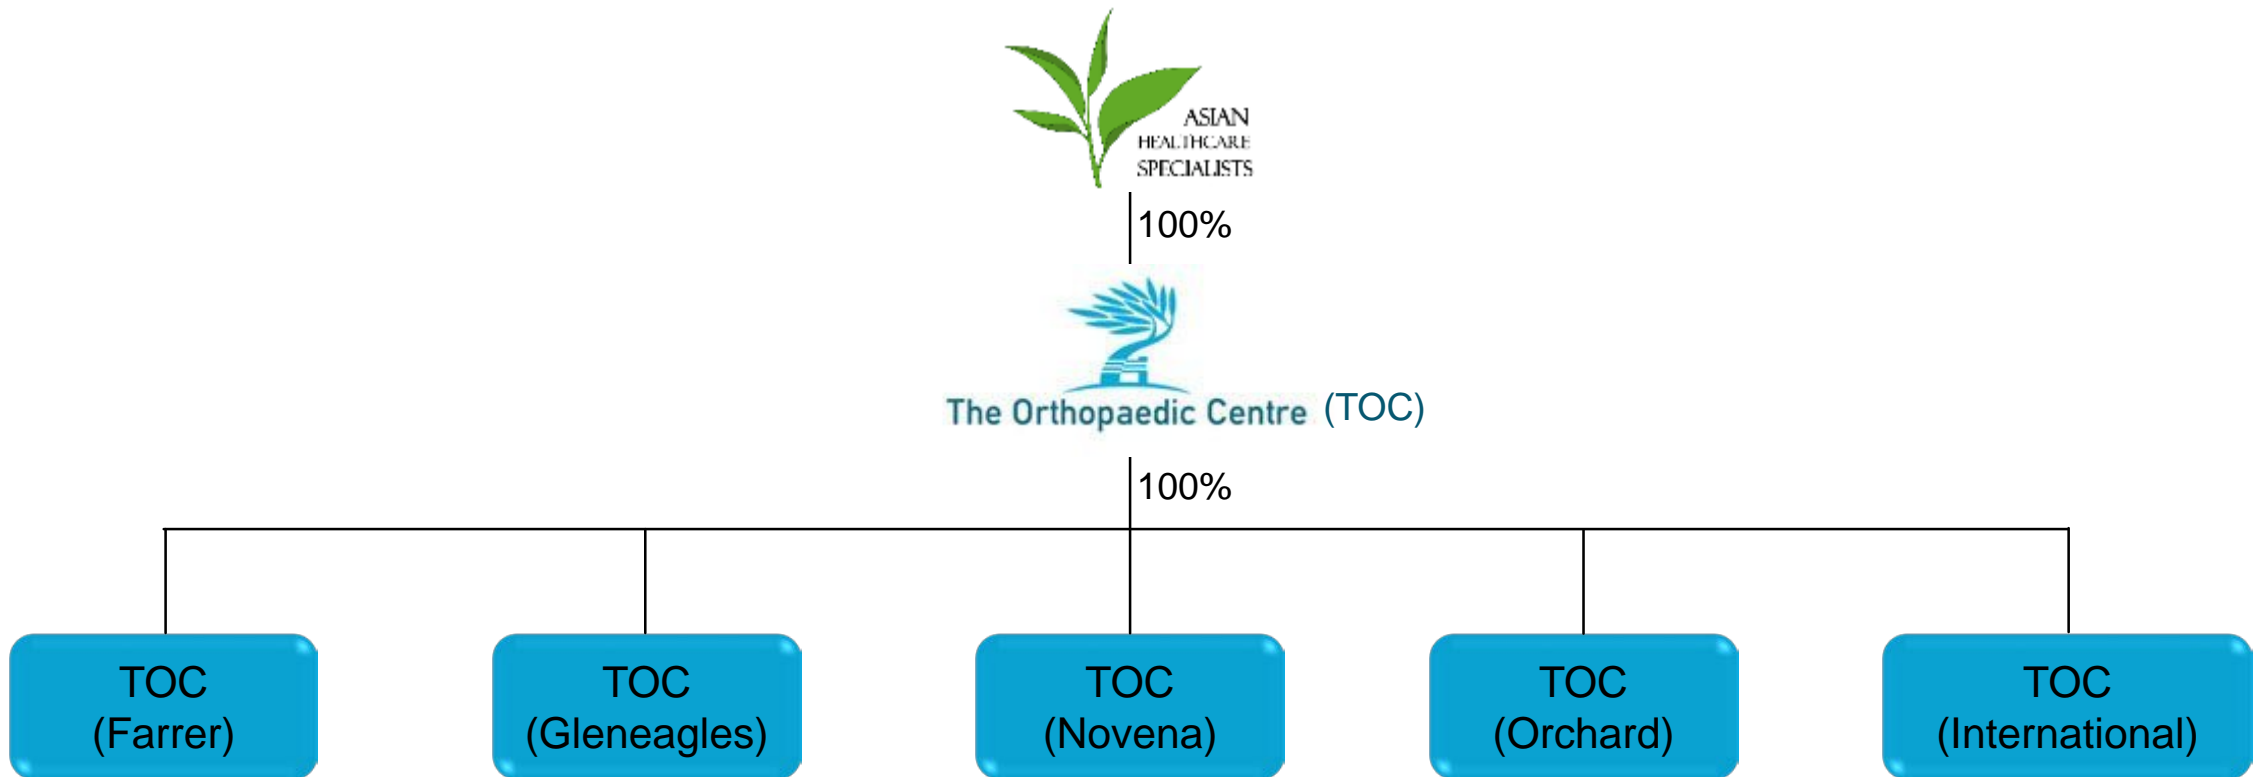 ASIAN
HEALTHCARE
SPECIALISTS
100%
The Orthopaedic Centre (TOC)
100%
TOC
(Farrer)
TOC
(Gleneagles)
TOC
(Novena)
TOC
(Orchard)
TOC
(International)